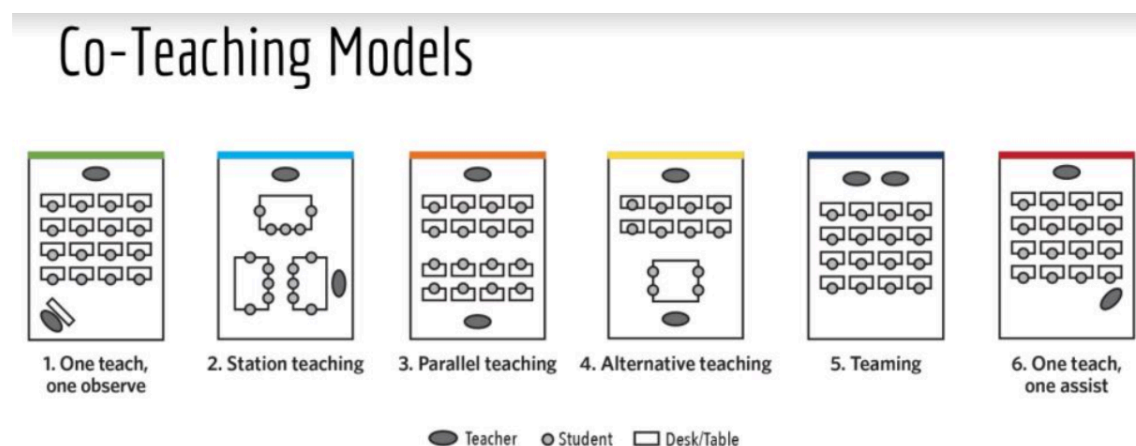 Co-Teaching Models
1. One teach,
one observe
2. Station teaching
3. Parallel teaching
4. Alternative teaching
5. Teaming
6. One teach,
one assist
Teacher Student Desk/Table